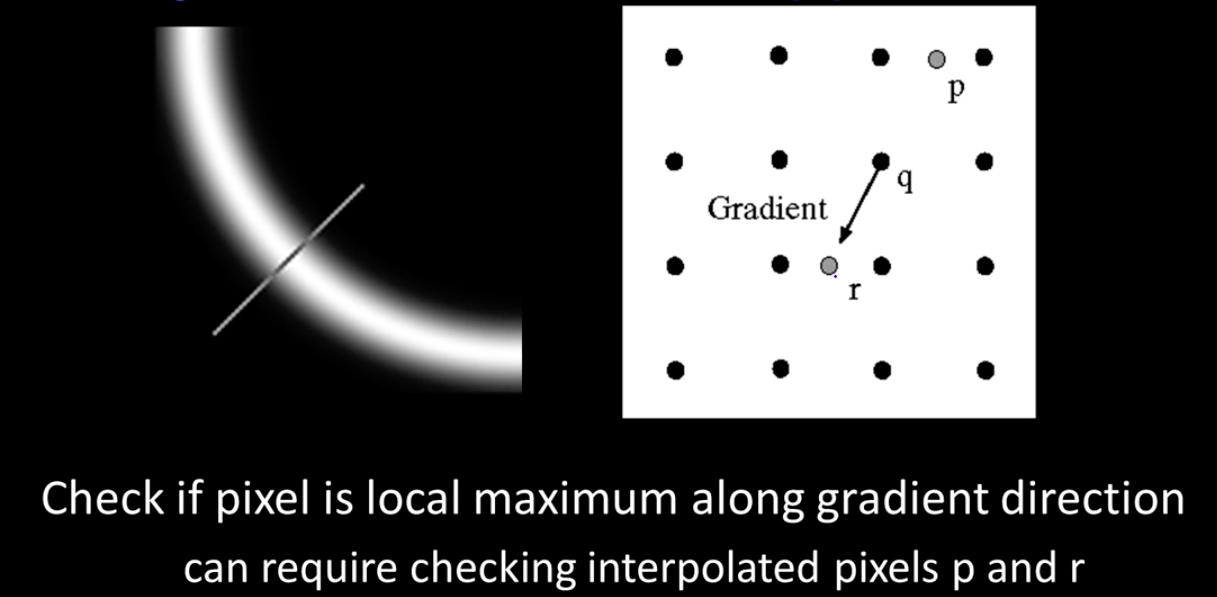 p
q
Gradient
r
Check if pixel is local maximum along gradient direction
can require checking interpolated pixels p and r